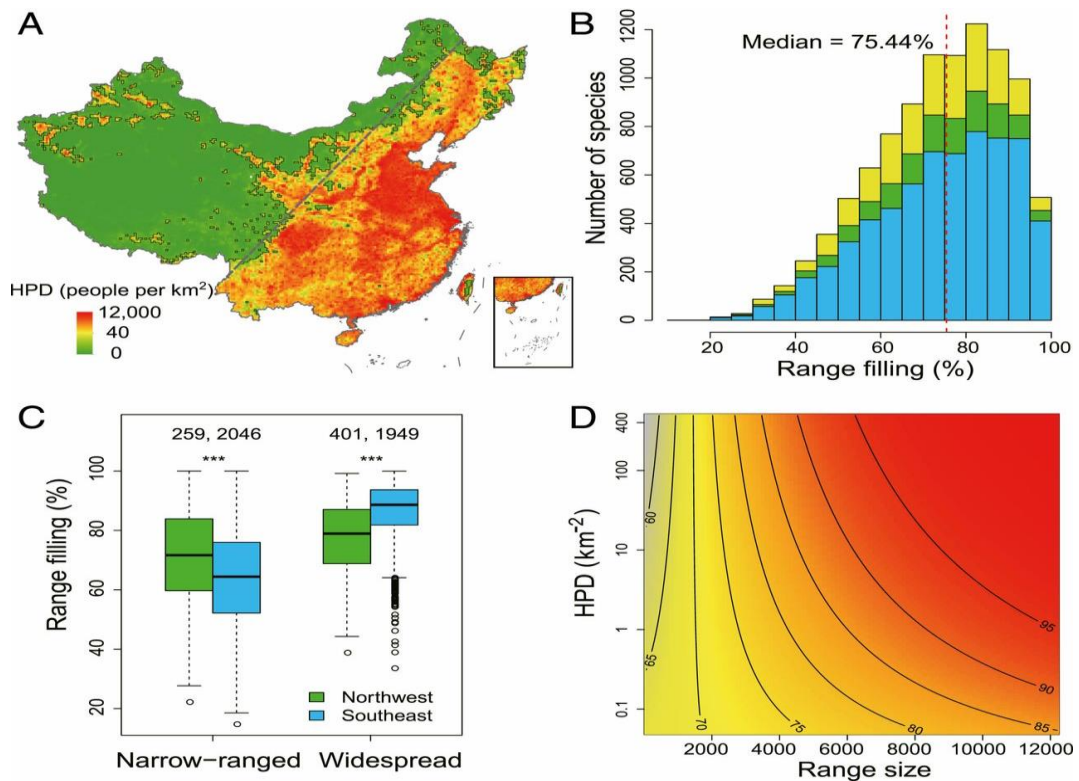 A
HPD (people per km²)
12,000
40
0
B
Median = 75.44%
Number of species
1200
1000
800
600
400
200
0
20 40 60 80 100
Range filling (%)
C
259, 2046 401, 1949
*** ***
Range filling (%)
100
80
60
40
20
Northwest
Southeast
Narrow−ranged Widespread
D
HPD (km⁻²)
400
100
10
1
0.1
60
65
70
75
80
85
90
95
2000 4000 6000 8000 10000 12000
Range size